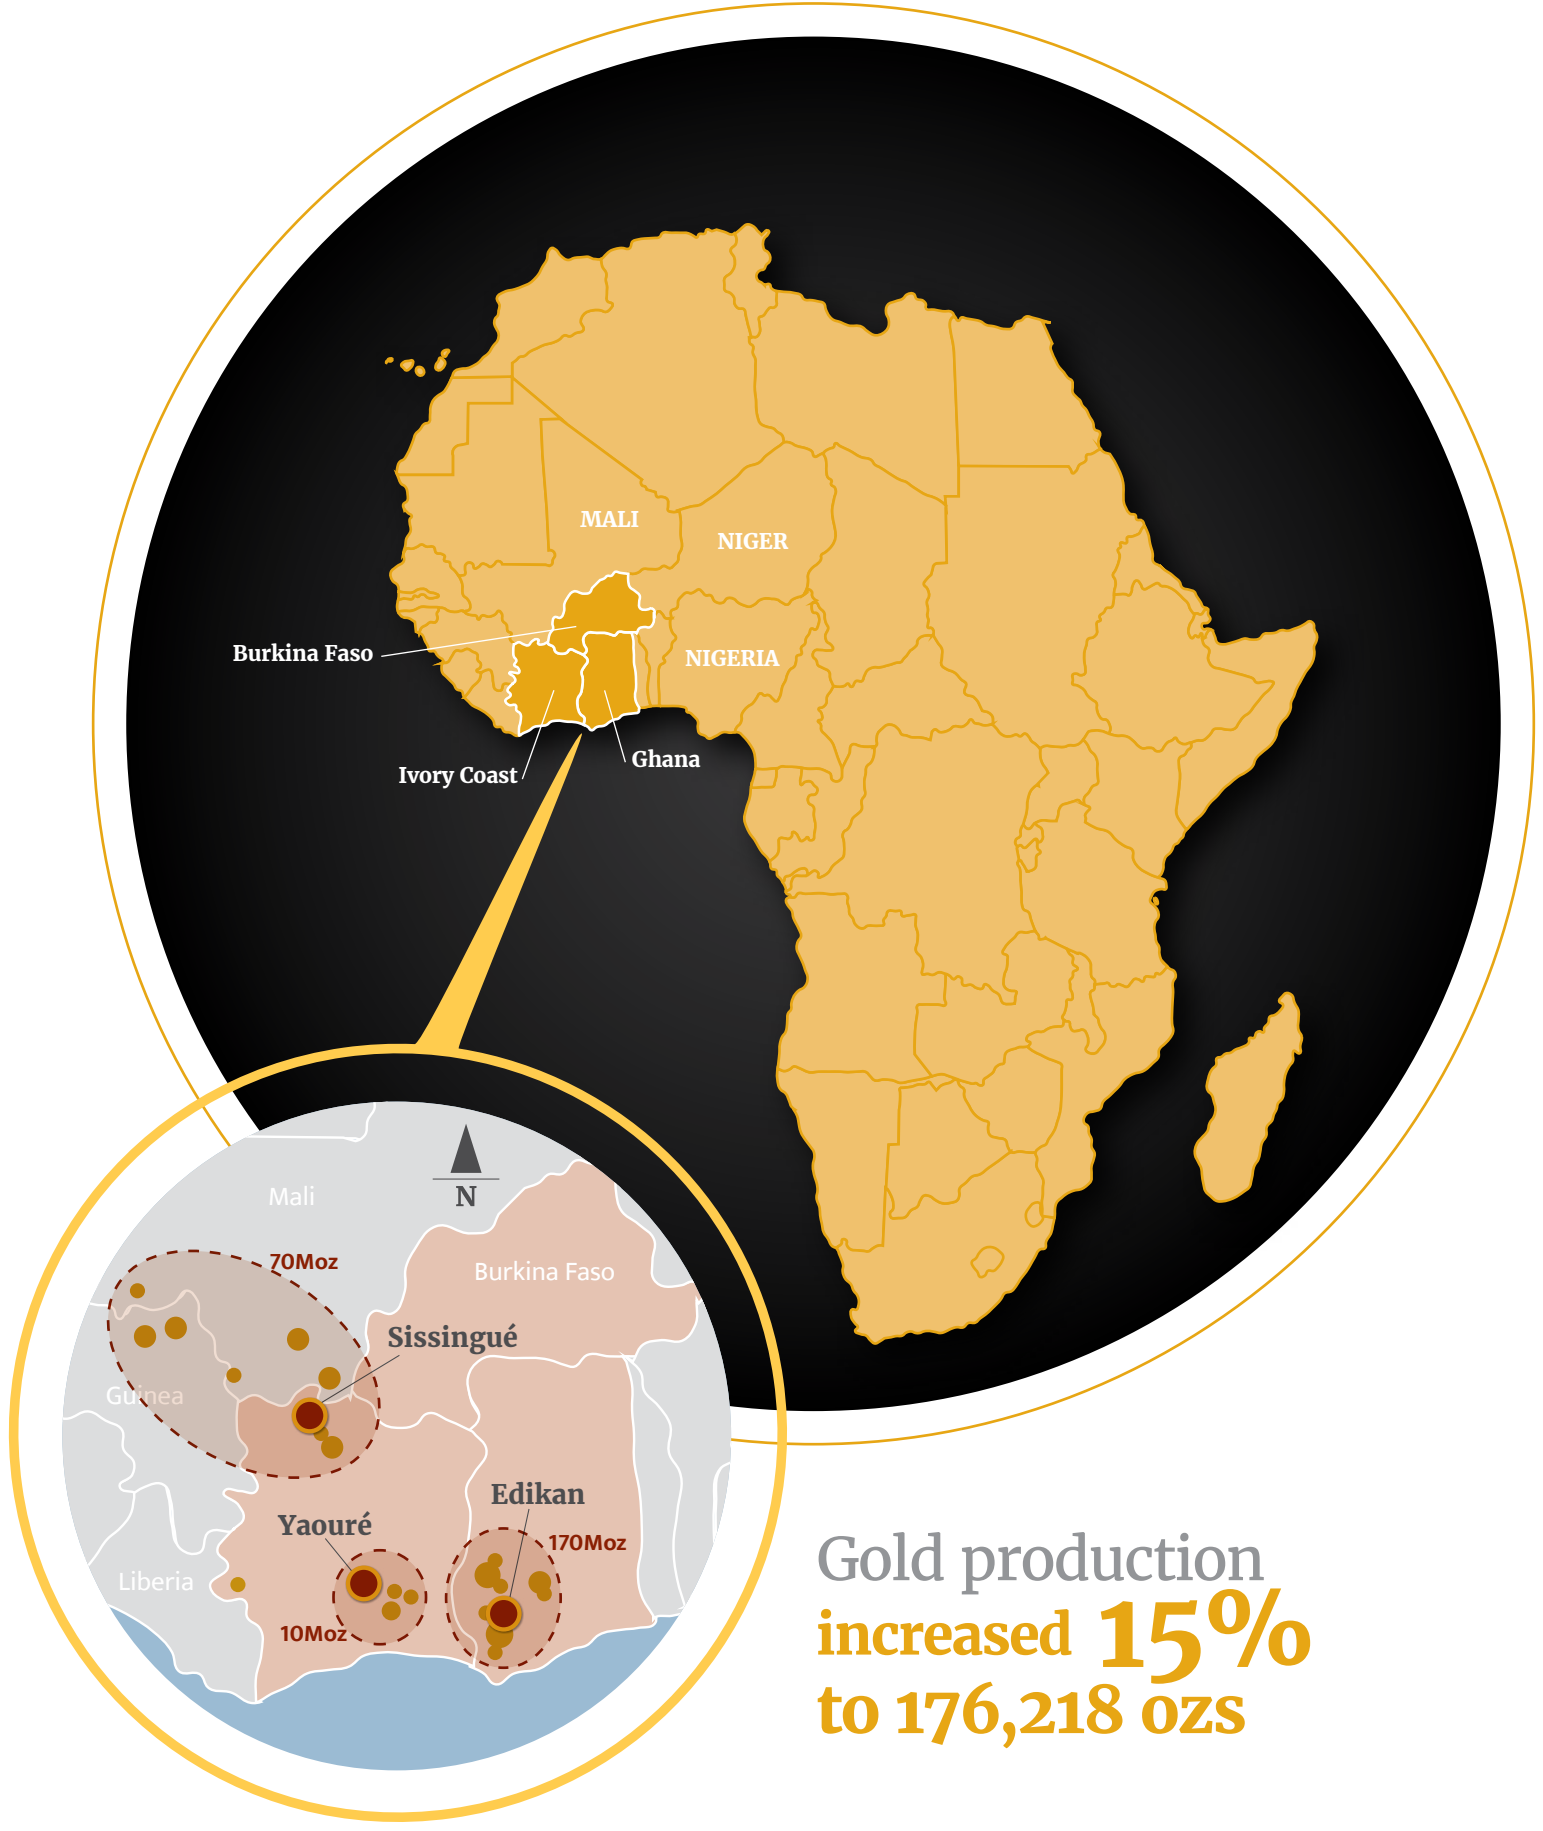 MALI
NIGER
NIGERIA
Burkina Faso
Ghana
Ivory Coast
N
Mali
70Moz
Burkina Faso
Sissingué
Guinea
Edikan
Yaouré
170Moz
Liberia
10Moz
Gold production
increased 15%
to 176,218 ozs